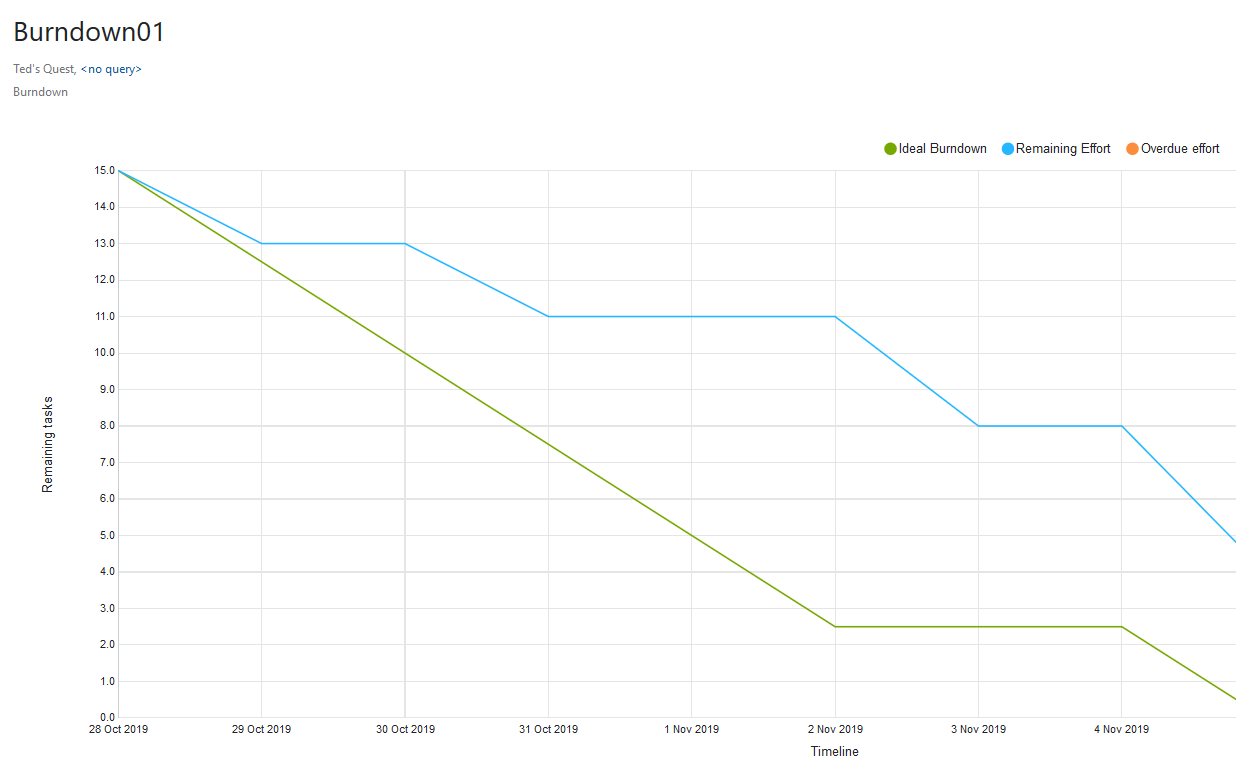 Burndown01
Ted's Quest, <no query>
Burndown
Ideal Burndown Remaining Effort Overdue effort
15.0
14.0
13.0
12.0
11.0
10.0
9.0
8.0
7.0
6.0
5.0
4.0
3.0
2.0
1.0
0.0
Remaining tasks
28 Oct 2019 29 Oct 2019 30 Oct 2019 31 Oct 2019 1 Nov 2019 2 Nov 2019 3 Nov 2019 4 Nov 2019
Timeline